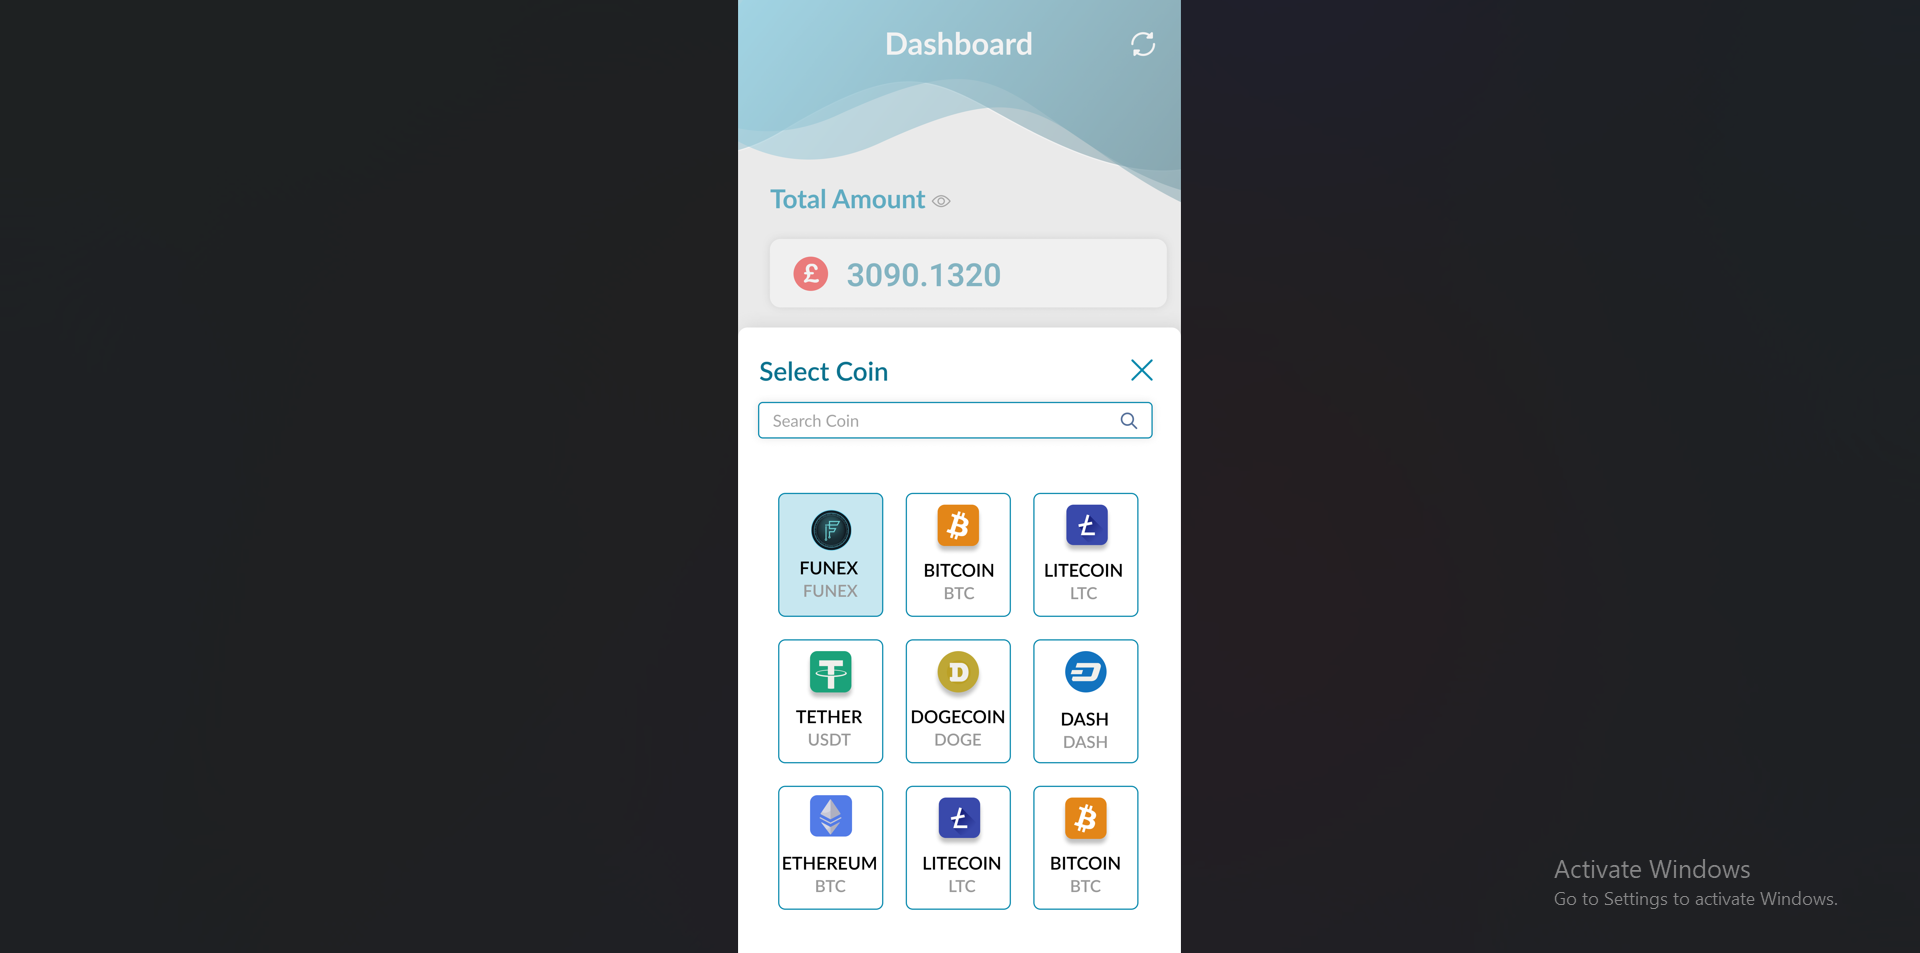 Dashboard
Total Amount
£ 3090.1320
Select Coin
Search Coin
FUNEX
FUNEX
BITCOIN
BTC
LITECOIN
LTC
TETHER
USDT
DOGECOIN
DOGE
DASH
DASH
ETHEREUM
BTC
LITECOIN
LTC
BITCOIN
BTC
Activate Windows
Go to Settings to activate Windows.